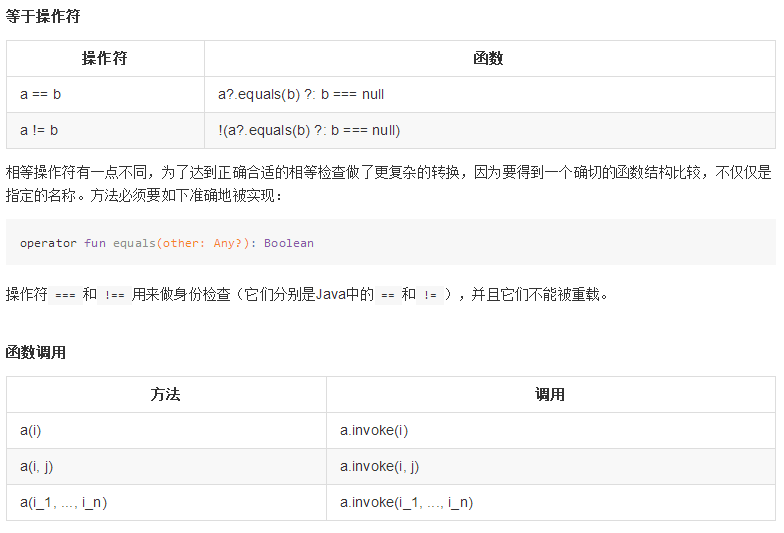 等于操作符
操作符 函数
a == b a?.equals(b) ?: b === null
a != b !(a?.equals(b) ?: b === null)
相等操作符有一点不同，为了达到正确合适的相等检查做了更复杂的转换，因为要得到一个确切的函数结构比较，不仅仅是
指定的名称。方法必须要如下准确地被实现：
operator fun equals(other: Any?): Boolean
操作符 === 和 !== 用来做身份检查（它们分别是Java中的 == 和 != ），并且它们不能被重载。
函数调用
方法 调用
a(i) a.invoke(i)
a(i, j) a.invoke(i, j)
a(i_1, ..., i_n) a.invoke(i_1, ..., i_n)